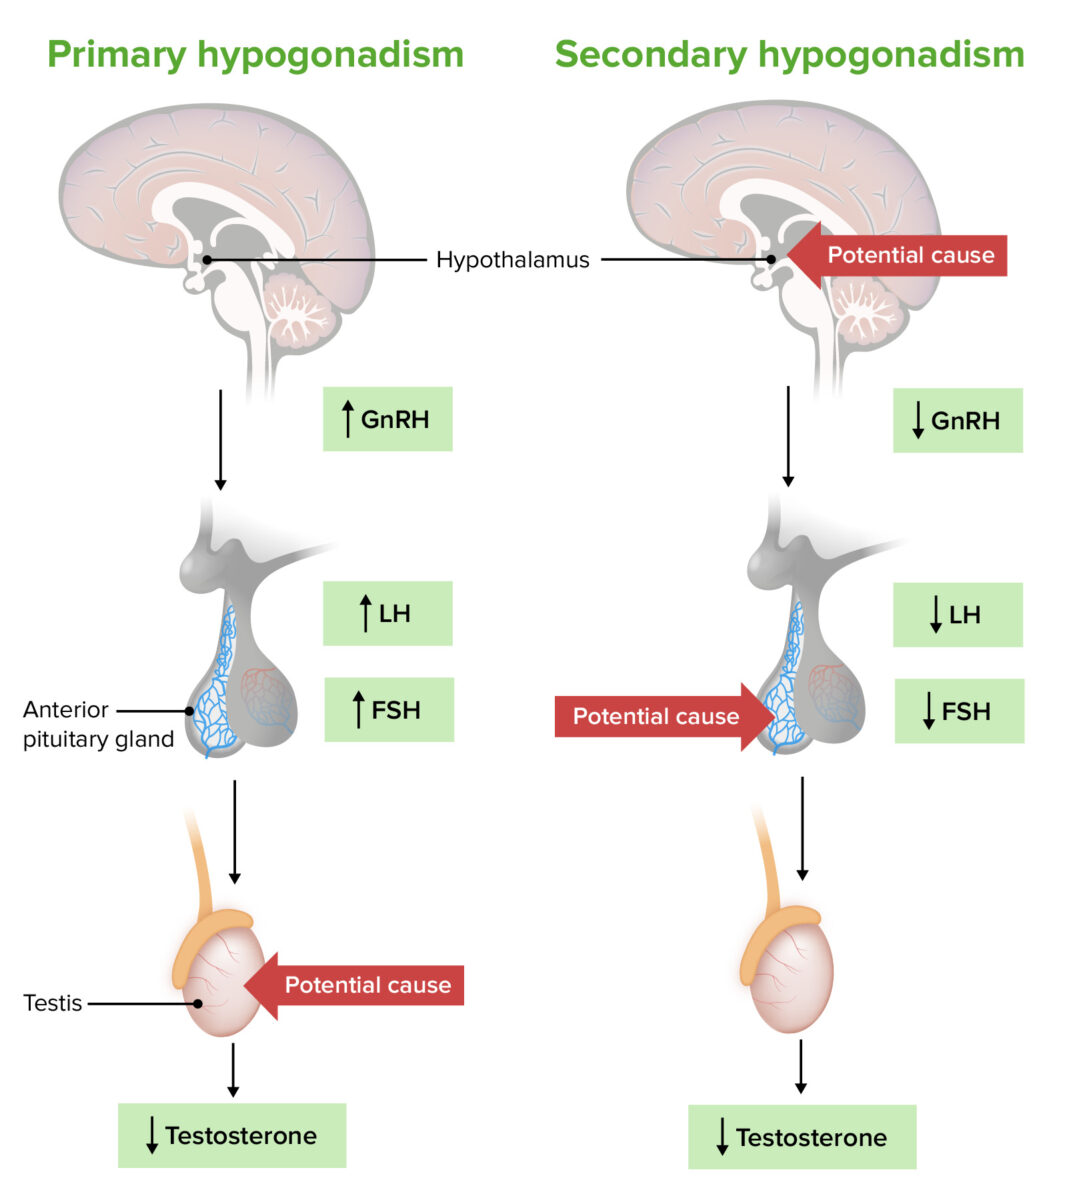 Primary hypogonadism
Secondary hypogonadism
Hypothalamus
Potential cause
↑ GnRH
↓ GnRH
↑ LH
↓ LH
Anterior
pituitary gland
↑ FSH
Potential cause
↓ FSH
Testis
Potential cause
↓ Testosterone
↓ Testosterone